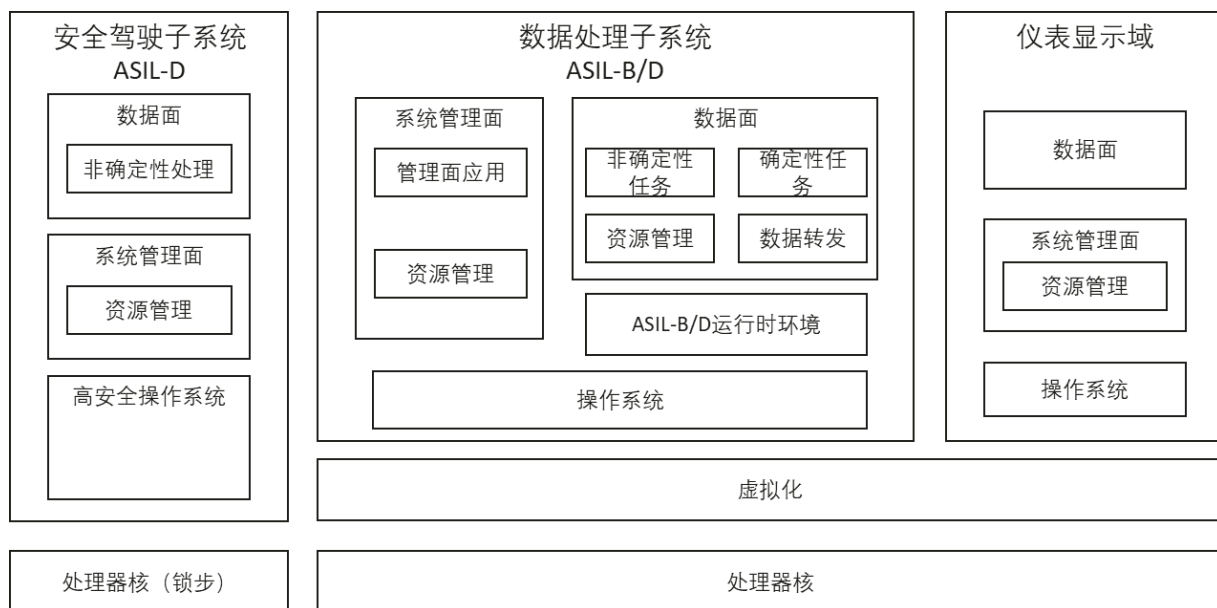 安全驾驶子系统
ASIL-D
数据面
非确定性处理
系统管理面
资源管理
高安全操作系统
数据处理子系统
ASIL-B/D
系统管理面
管理面应用
资源管理
数据面
非确定性
任务
确定性任
务
资源管理
数据转发
ASIL-B/D运行时环境
操作系统
仪表显示域
数据面
系统管理面
资源管理
操作系统
虚拟化
处理器核（锁步）
处理器核